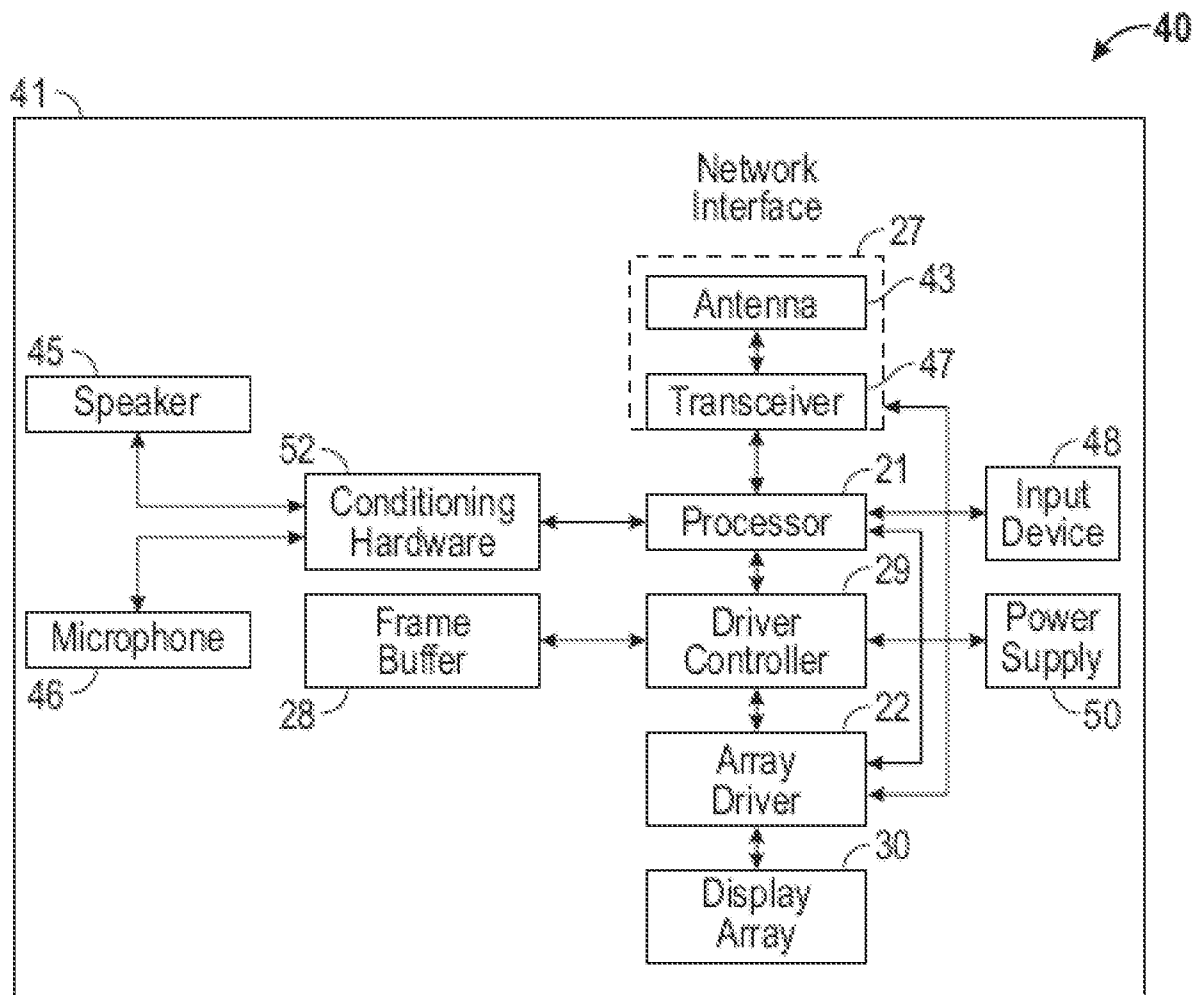 40
41
Network
Interface
27
Antenna
43
45
Speaker
47
Transceiver
52
Conditioning
Hardware
21
Processor
48
Input
Device
Microphone
46
Frame
Buffer
28
29
Driver
Controller
Power
Supply
50
22
Array
Driver
30
Display
Array